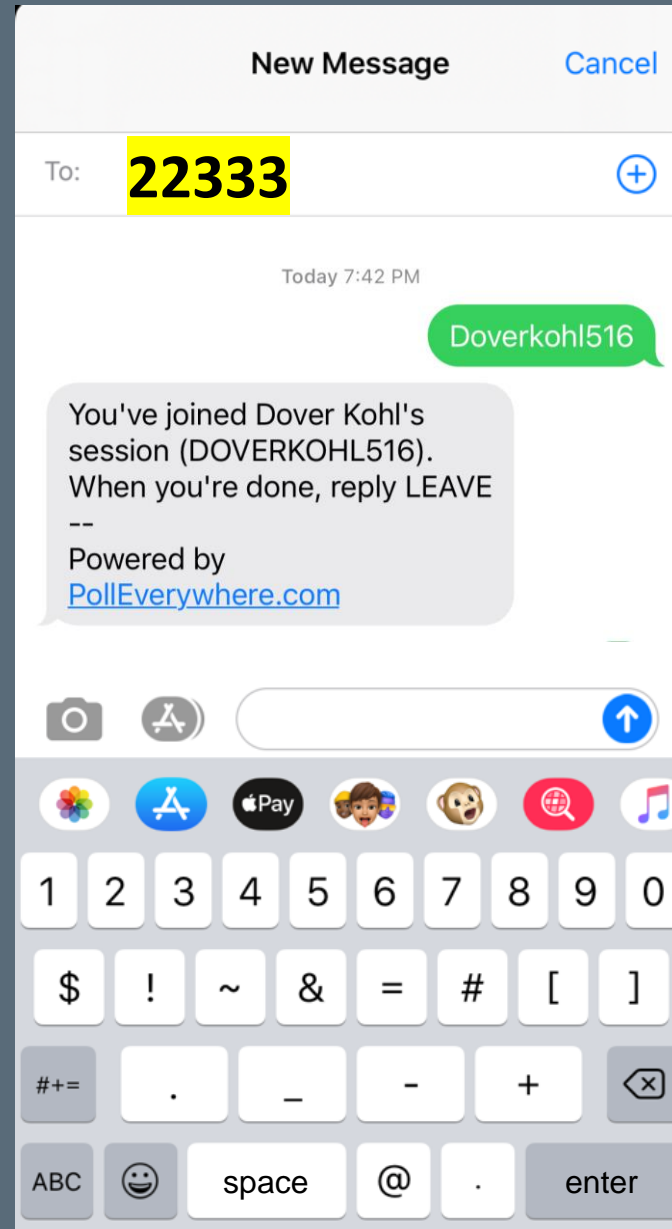 New Message Cancel
To: 22333
Today 7:42 PM
Doverkohl516
You've joined Dover Kohl's
session (DOVERKOHL516).
When you're done, reply LEAVE
--
Powered by
PollEverywhere.com
Pay
1 2 3 4 5 6 7 8 9 0
$ ! ~ & = # [ ]
#+= . _ - +
ABC space @ . enter